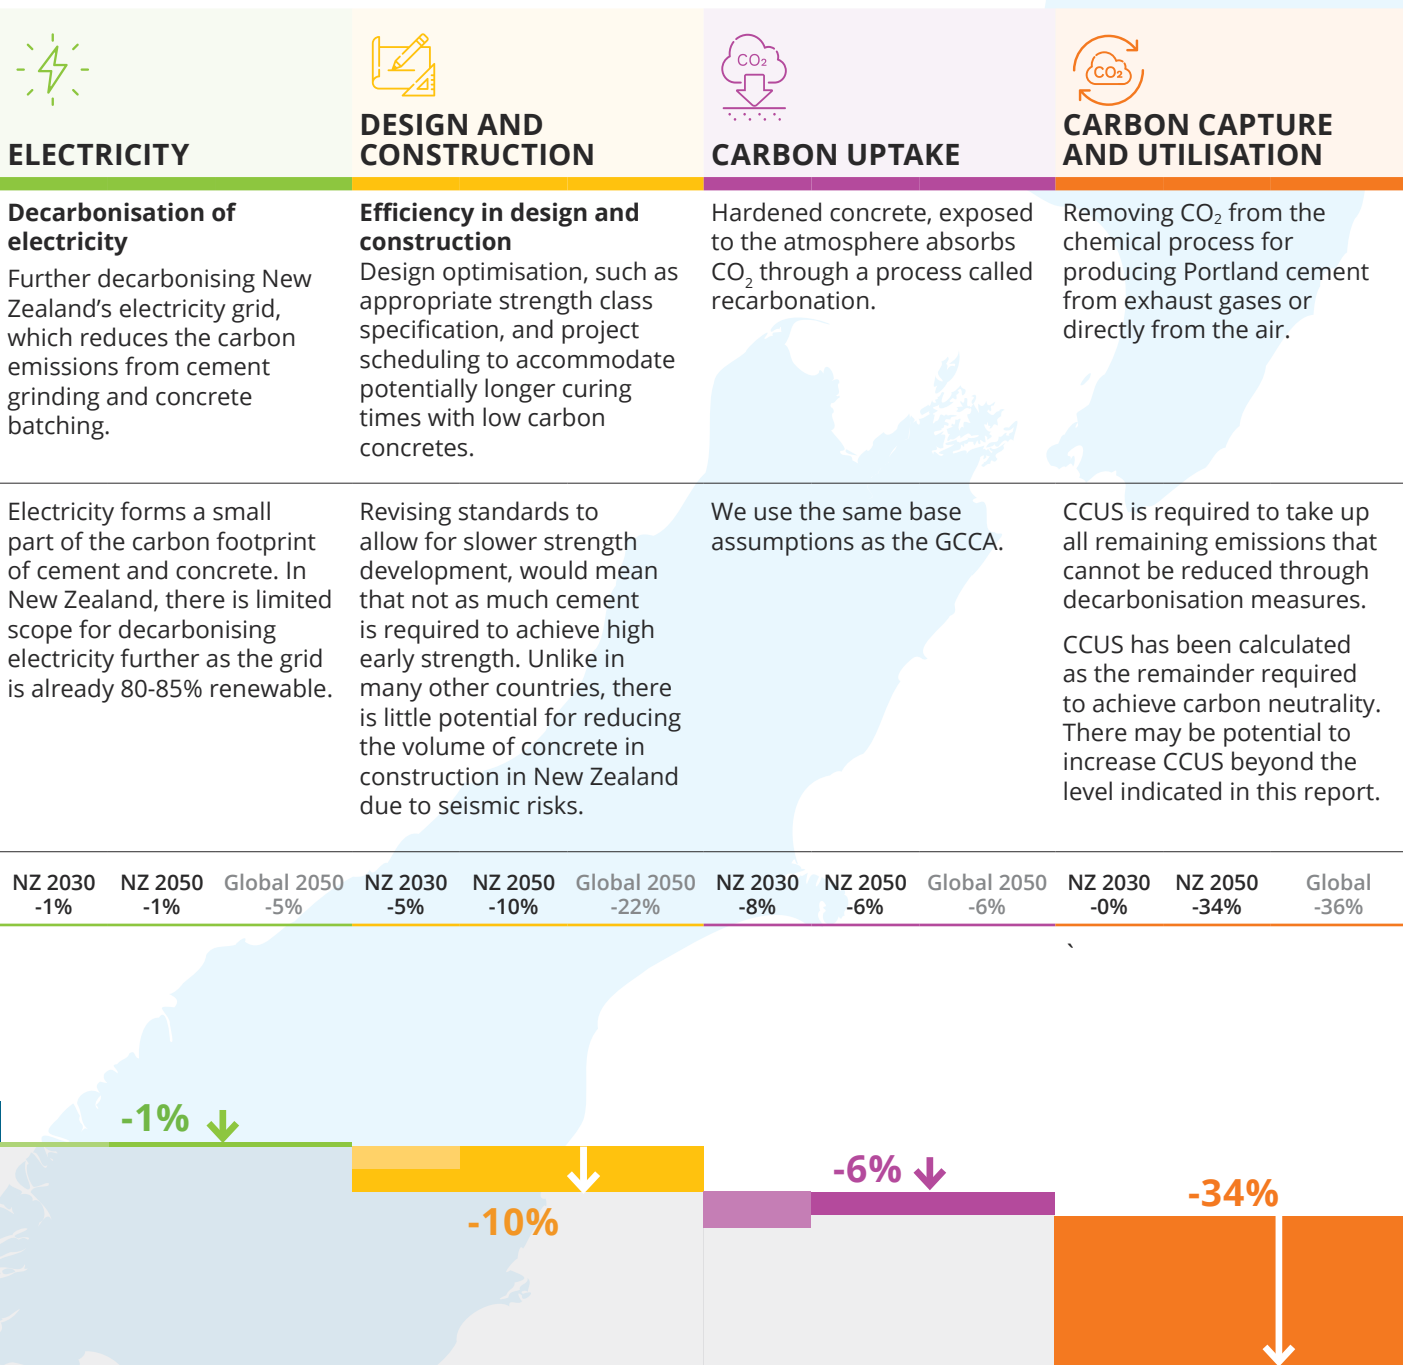 ELECTRICITY
Decarbonisation of
electricity
Further decarbonising New
Zealand's electricity grid,
which reduces the carbon
emissions from cement
grinding and concrete
batching.
Electricity forms a small
part of the carbon footprint
of cement and concrete. In
New Zealand, there is limited
scope for decarbonising
electricity further as the grid
is already 80-85% renewable.
NZ 2030 NZ 2050 Global 2050
-1% -1% -5%
-1%
DESIGN AND
CONSTRUCTION
Efficiency in design and
construction
Design optimisation, such as
appropriate strength class
specification, and project
scheduling to accommodate
potentially longer curing
times with low carbon
concretes.
Revising standards to
allow for slower strength
development, would mean
that not as much cement
is required to achieve high
early strength. Unlike in
many other countries, there
is little potential for reducing
the volume of concrete in
construction in New Zealand
due to seismic risks.
NZ 2030 NZ 2050 Global 2050
-5% -10% -22%
-10%
CO₂
CARBON UPTAKE
Hardened concrete, exposed
to the atmosphere absorbs
CO₂ through a process called
recarbonation.
We use the same base
assumptions as the GCCA.
NZ 2030 NZ 2050 Global 2050
-8% -6% -6%
-6%
CO₂
CARBON CAPTURE
AND UTILISATION
Removing CO₂ from the
chemical process for
producing Portland cement
from exhaust gases or
directly from the air.
CCUS is required to take up
all remaining emissions that
cannot be reduced through
decarbonisation measures.
CCUS has been calculated
as the remainder required
to achieve carbon neutrality.
There may be potential to
increase CCUS beyond the
level indicated in this report.
NZ 2030 NZ 2050 Global
-0% -34% -36%
`
-34%